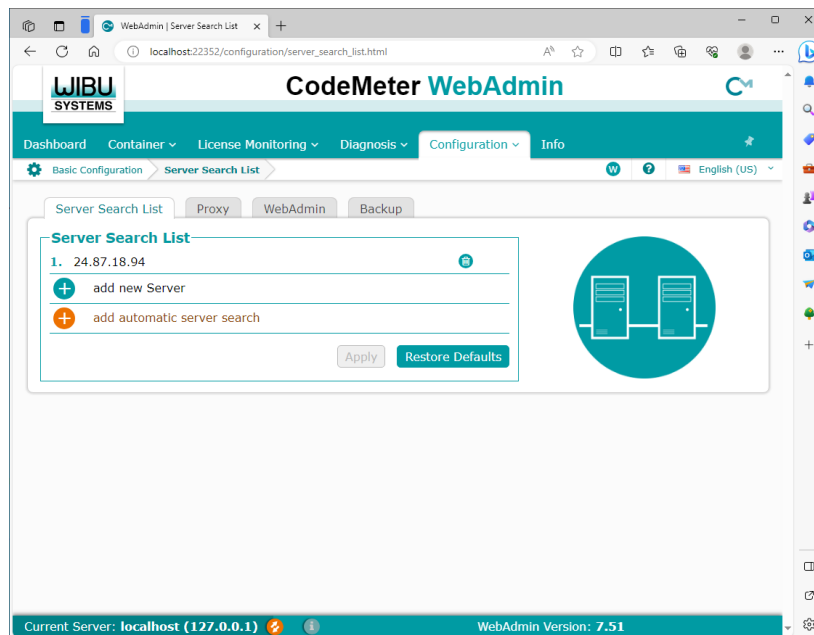 WebAdmin | Server Search List
localhost:22352/configuration/server_search_list.html
WIBU
SYSTEMS
CodeMeter WebAdmin
Dashboard Container License Monitoring Diagnosis Configuration Info
Basic Configuration Server Search List W ? English (US)
Server Search List Proxy WebAdmin Backup
Server Search List
1. 24.87.18.94
add new Server
add automatic server search
Apply Restore Defaults
Current Server: localhost (127.0.0.1) WebAdmin Version: 7.51